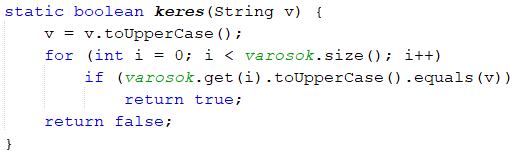 static boolean keres(String v) {
    v = v.toUpperCase();
    for (int i = 0; i < varosok.size(); i++)
        if (varosok.get(i).toUpperCase().equals(v))
            return true;
    return false;
}